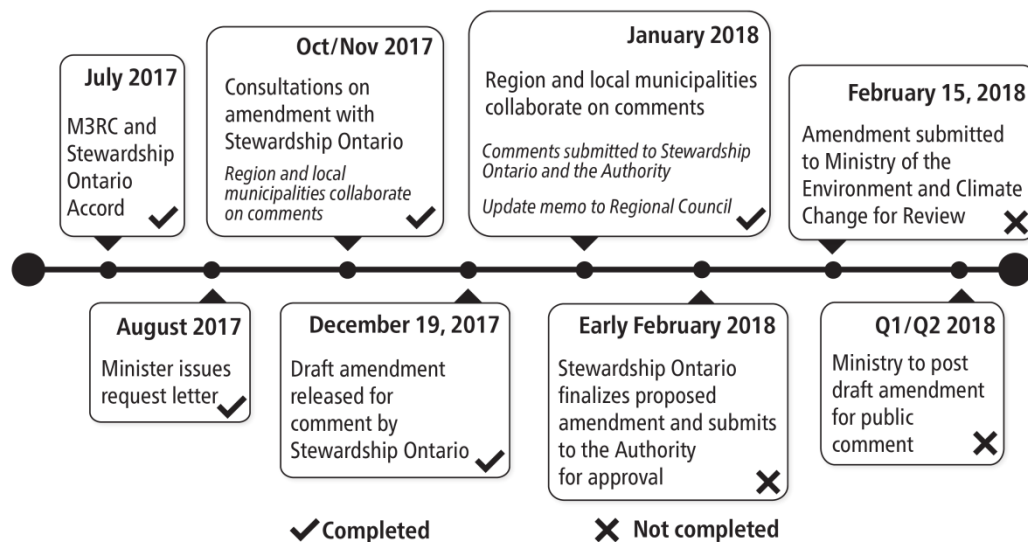 July 2017
M3RC and
Stewardship
Ontario
Accord
Oct/Nov 2017
Consultations on
amendment with
Stewardship Ontario
Region and local
municipalities collaborate
on comments
January 2018
Region and local municipalities
collaborate on comments
Comments submitted to Stewardship
Ontario and the Authority
Update memo to Regional Council
February 15, 2018
Amendment submitted
to Ministry of the
Environment and Climate
Change for Review
August 2017
Minister issues
request letter
December 19, 2017
Draft amendment
released for
comment by
Stewardship Ontario
Early February 2018
Stewardship Ontario
finalizes proposed
amendment and submits
to the Authority
for approval
Q1/Q2 2018
Ministry to post
draft amendment
for public
comment
Completed
Not completed